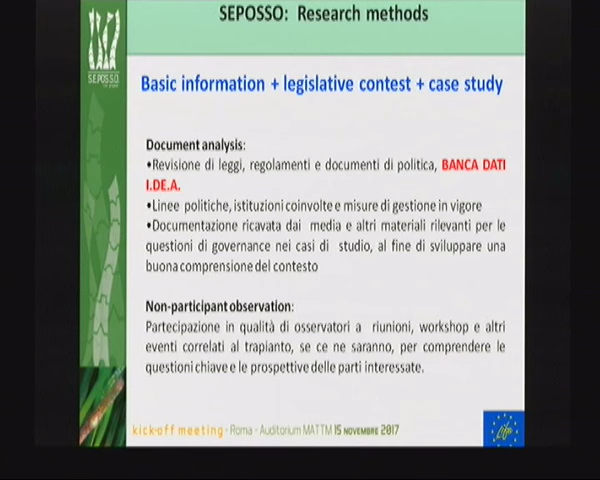 SEPOSSO: Research methods
S.E.POS.S.O.
Basic information + legislative contest + case study
Document analysis:
•Revisione di leggi, regolamenti e documenti di politica, BANCA DATI
I.DE.A.
•Linee politiche, istituzioni coinvolte e misure di gestione in vigore
•Documentazione ricavata dai media e altri materiali rilevanti per le
questioni di governance nei casi di studio, al fine di sviluppare una
buona comprensione del contesto
Non-participant observation:
Partecipazione in qualità di osservatori a riunioni, workshop e altri
eventi correlati al trapianto, se ce ne saranno, per comprendere le
questioni chiave e le prospettive delle parti interessate.
kick-off meeting - Roma - Auditorium MATTM 15 NOVEMBRE 2017
Life